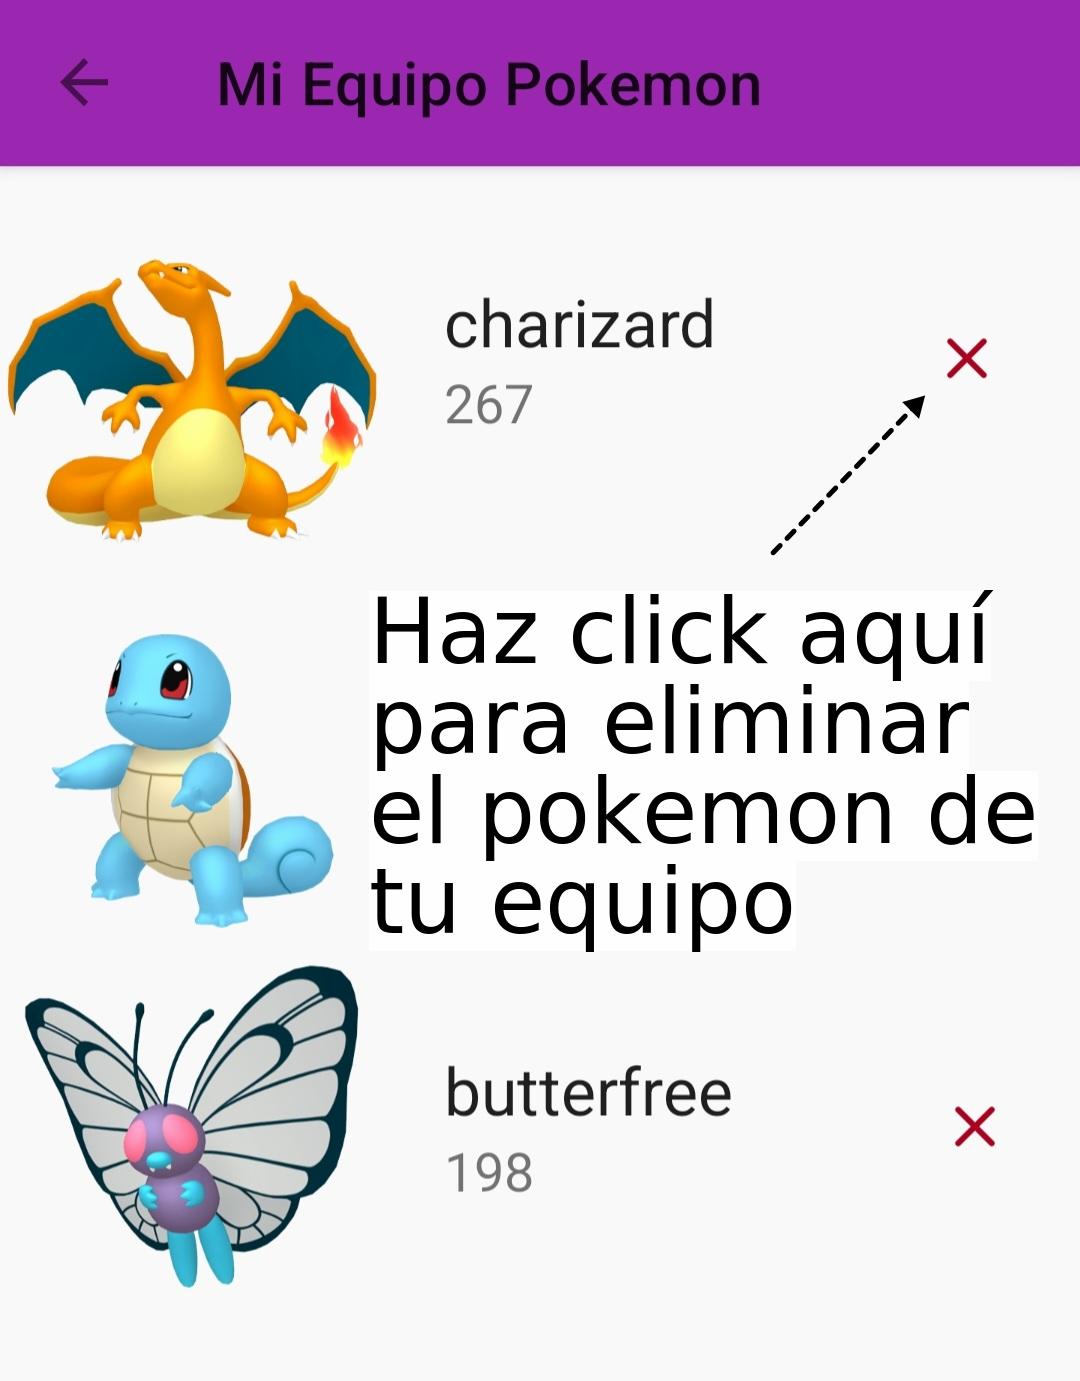 Mi Equipo Pokemon
charizard
267
Haz click aquí
para eliminar
el pokemon de
tu equipo
butterfree
198